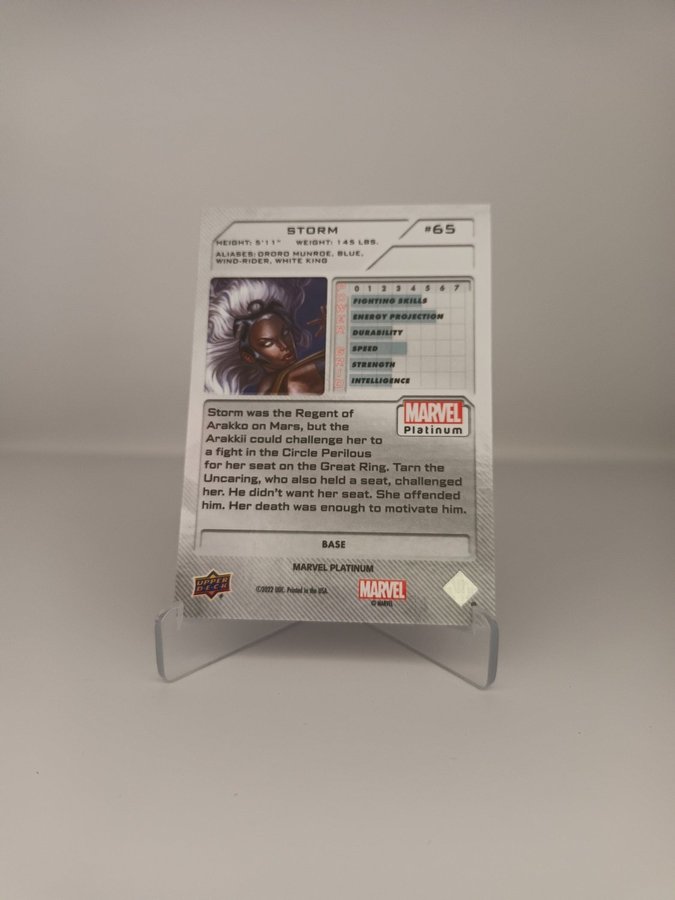 STORM
#65
HEIGHT: 5'11" WEIGHT: 145 LBS.
ALIASES: ORORO MUNROE, BLUE,
WIND-RIDER, WHITE KING
POWER GRID
0 1 2 3 4 5 6 7
FIGHTING SKILLS
ENERGY PROJECTION
DURABILITY
SPEED
STRENGTH
INTELLIGENCE
MARVEL
Platinum
Storm was the Regent of
Arakko on Mars, but the
Arakkii could challenge her to
a fight in the Circle Perilous
for her seat on the Great Ring. Tarn the
Uncaring, who also held a seat, challenged
her. He didn't want her seat. She offended
him. Her death was enough to motivate him.
BASE
MARVEL PLATINUM
UPPER
DECK
©2022 UDC. Printed in the USA.
MARVEL
© MARVEL